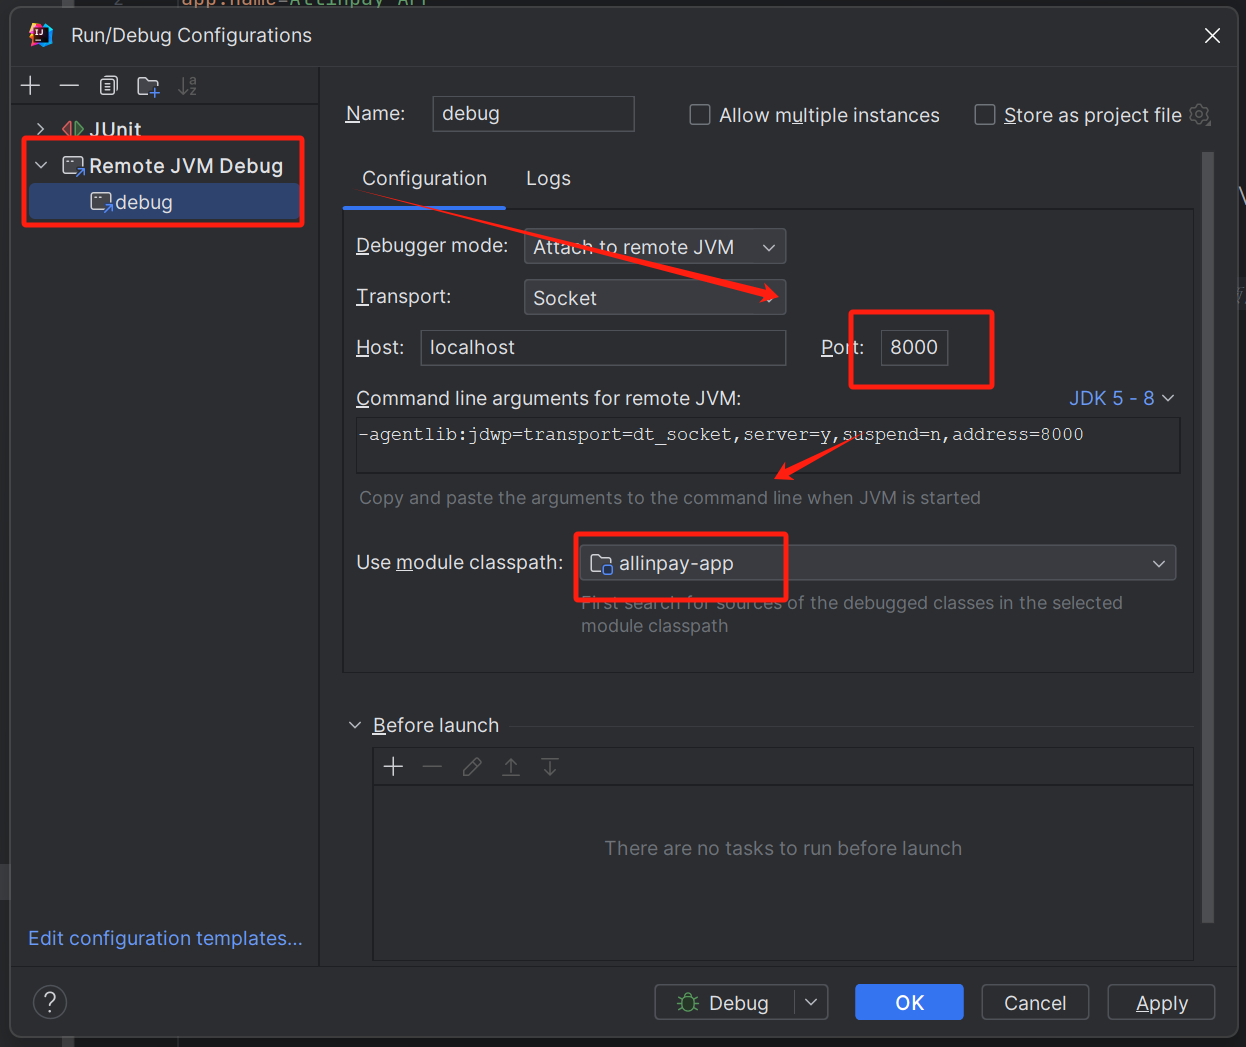 app.name=Allinpay API
Run/Debug Configurations
JUnit
Remote JVM Debug
debug
Name: debug
Allow multiple instances
Store as project file
Configuration
Logs
Debugger mode: Attach to remote JVM
Transport: Socket
Host: localhost
Port: 8000
Command line arguments for remote JVM:
JDK 5 - 8
-agentlib:jdwp=transport=dt_socket,server=y,suspend=n,address=8000
Copy and paste the arguments to the command line when JVM is started
Use module classpath: allinpay-app
First search for sources of the debugged classes in the selected
module classpath
Before launch
There are no tasks to run before launch
Edit configuration templates...
?
Debug
OK
Cancel
Apply